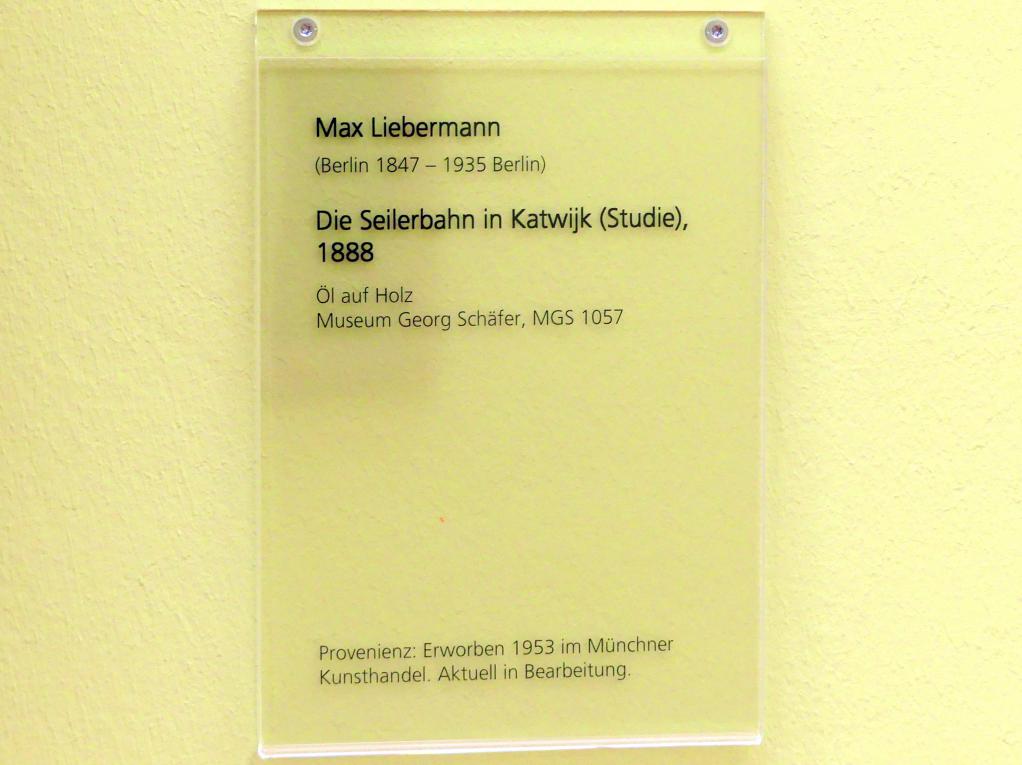 Max Liebermann
(Berlin 1847 – 1935 Berlin)
Die Seilerbahn in Katwijk (Studie),
1888
Öl auf Holz
Museum Georg Schäfer, MGS 1057
Provenienz: Erworben 1953 im Münchner
Kunsthandel. Aktuell in Bearbeitung.